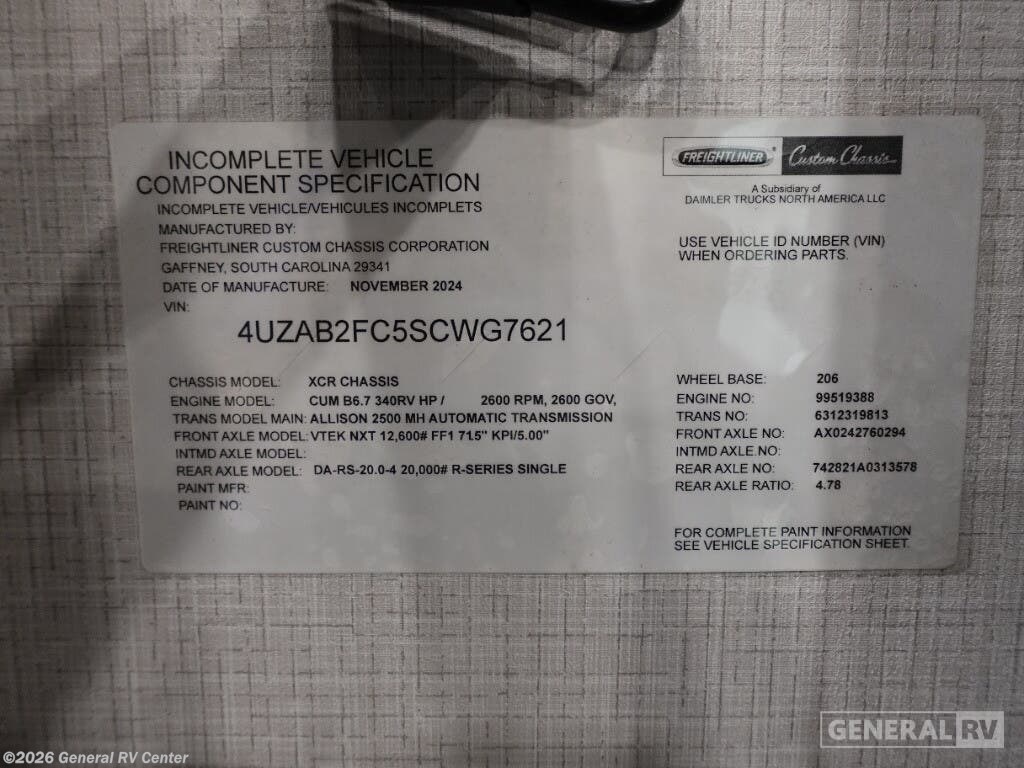 INCOMPLETE VEHICLE
COMPONENT SPECIFICATION
INCOMPLETE VEHICLE/VEHICULES INCOMPLETS
MANUFACTURED BY:
FREIGHTLINER CUSTOM CHASSIS CORPORATION
GAFFNEY, SOUTH CAROLINA 29341
DATE OF MANUFACTURE: NOVEMBER 2024
VIN:
4UZAB2FC5SCWG7621
FREIGHTLINER Custom Chassis
A Subsidiary of
DAIMLER TRUCKS NORTH AMERICA LLC
USE VEHICLE ID NUMBER (VIN)
WHEN ORDERING PARTS.
CHASSIS MODEL: XCR CHASSIS
ENGINE MODEL: CUM B6.7 340RV HP / 2600 RPM, 2600 GOV,
TRANS MODEL MAIN: ALLISON 2500 MH AUTOMATIC TRANSMISSION
FRONT AXLE MODEL: VTEK NXT 12,600# FF1 71.5" KPI/5.00"
INTMD AXLE MODEL:
REAR AXLE MODEL: DA-RS-20.0-4 20,000# R-SERIES SINGLE
PAINT MFR:
PAINT NO:
WHEEL BASE: 206
ENGINE NO: 99519388
TRANS NO: 6312319813
FRONT AXLE NO: AX0242760294
INTMD AXLE NO:
REAR AXLE NO: 742821A0313578
REAR AXLE RATIO: 4.78
FOR COMPLETE PAINT INFORMATION
SEE VEHICLE SPECIFICATION SHEET.
GENERAL RV
©2026 General RV Center